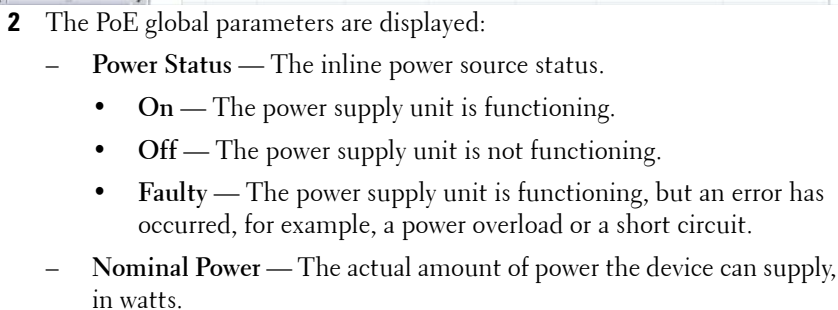 2 The PoE global parameters are displayed:
– Power Status — The inline power source status.
• On — The power supply unit is functioning.
• Off — The power supply unit is not functioning.
• Faulty — The power supply unit is functioning, but an error has
occurred, for example, a power overload or a short circuit.
– Nominal Power — The actual amount of power the device can supply,
in watts.